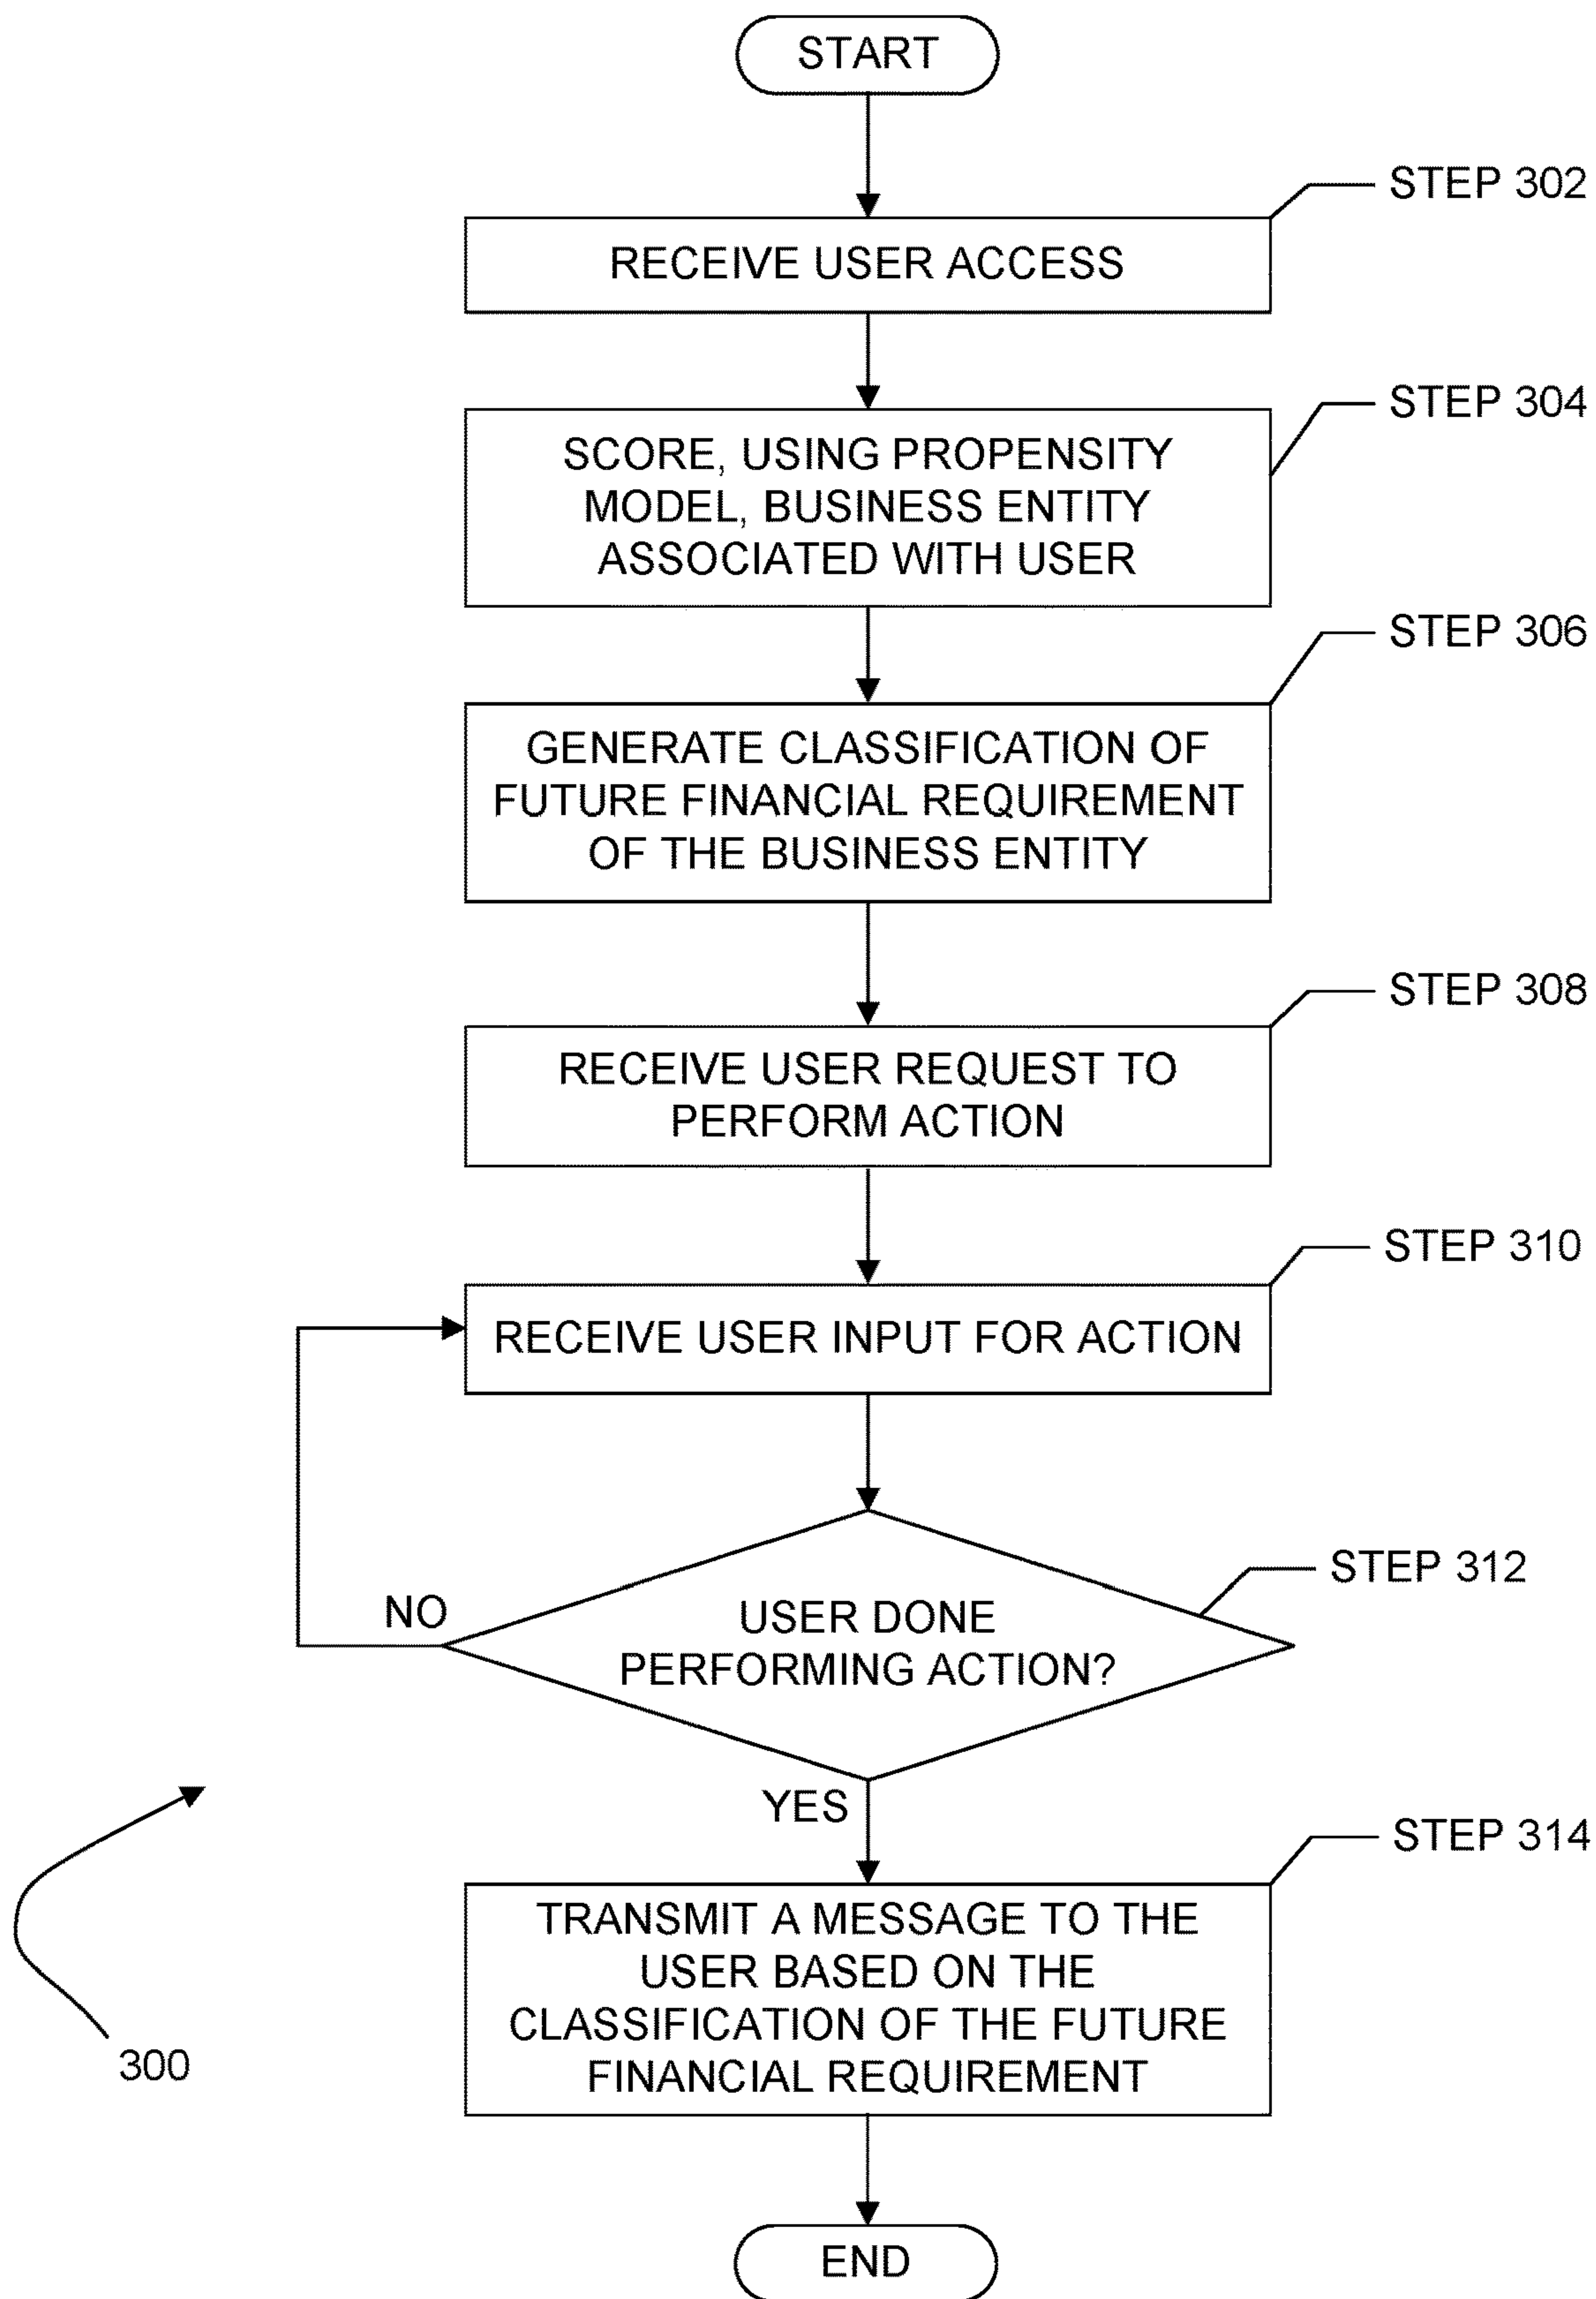 START
STEP 302
RECEIVE USER ACCESS
STEP 304
SCORE, USING PROPENSITY
MODEL, BUSINESS ENTITY
ASSOCIATED WITH USER
STEP 306
GENERATE CLASSIFICATION OF
FUTURE FINANCIAL REQUIREMENT
OF THE BUSINESS ENTITY
STEP 308
RECEIVE USER REQUEST TO
PERFORM ACTION
STEP 310
RECEIVE USER INPUT FOR ACTION
STEP 312
NO
USER DONE
PERFORMING ACTION?
YES
STEP 314
TRANSMIT A MESSAGE TO THE
USER BASED ON THE
CLASSIFICATION OF THE FUTURE
FINANCIAL REQUIREMENT
300
END